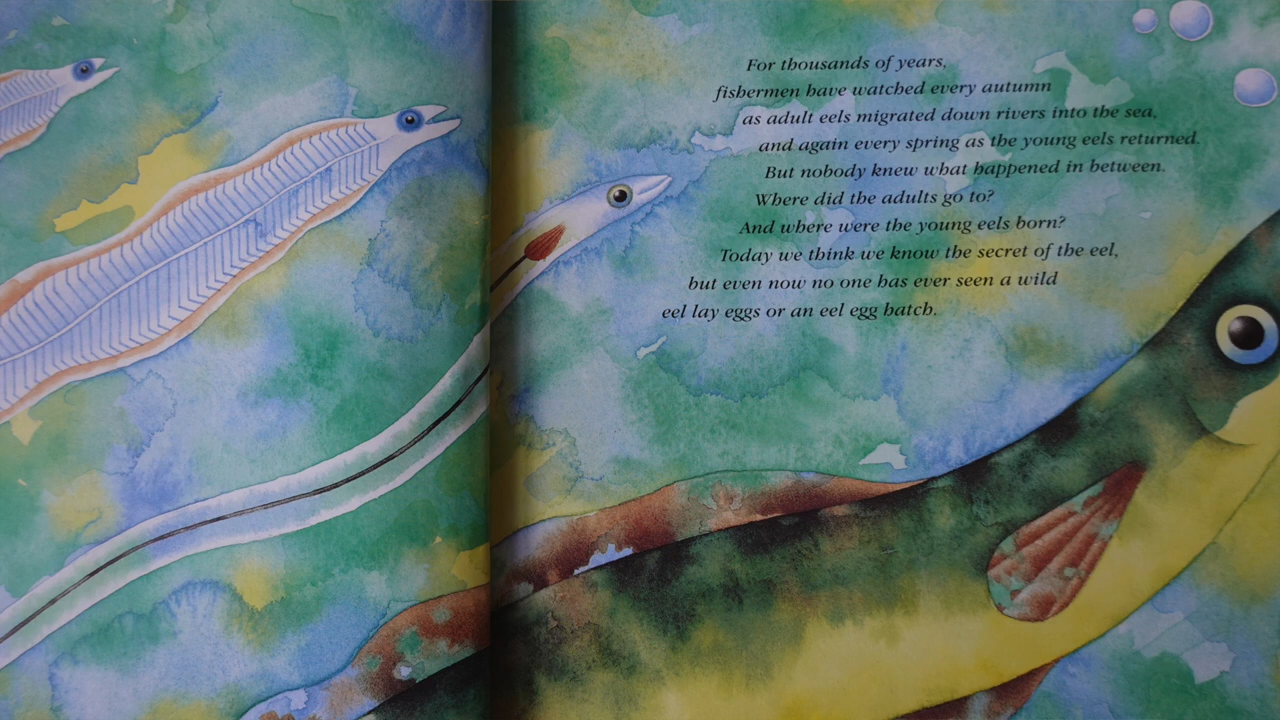 For thousands of years,
fishermen have watched every autumn
as adult eels migrated down rivers into the sea,
and again every spring as the young eels returned.
But nobody knew what happened in between.
Where did the adults go to?
And where were the young eels born?
Today we think we know the secret of the eel,
but even now no one has ever seen a wild
eel lay eggs or an eel egg hatch.